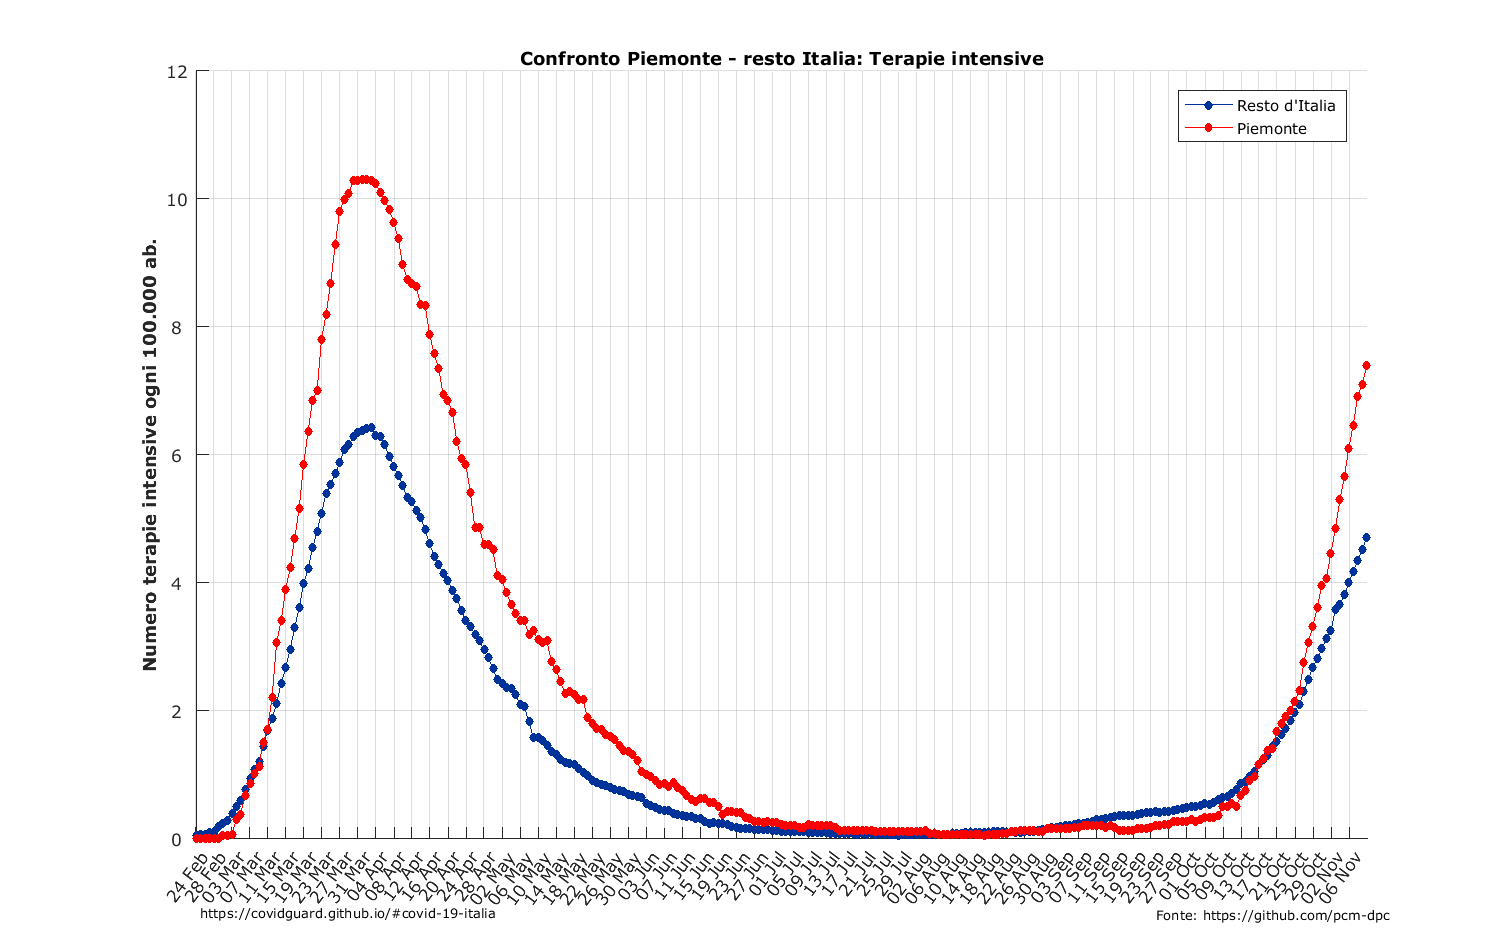 Confronto Piemonte - resto Italia: Terapie intensive
Resto d'Italia
Piemonte
Numero terapie intensive ogni 100.000 ab.
12
10
8
6
4
2
0
24 Feb
28 Feb
03 Mar
07 Mar
11 Mar
15 Mar
19 Mar
23 Mar
27 Mar
31 Mar
04 Apr
08 Apr
12 Apr
16 Apr
20 Apr
24 Apr
28 Apr
02 May
06 May
10 May
14 May
18 May
22 May
26 May
30 May
03 Jun
07 Jun
11 Jun
15 Jun
19 Jun
23 Jun
27 Jun
01 Jul
05 Jul
09 Jul
13 Jul
17 Jul
21 Jul
25 Jul
29 Jul
02 Aug
06 Aug
10 Aug
14 Aug
18 Aug
22 Aug
26 Aug
30 Aug
03 Sep
07 Sep
11 Sep
15 Sep
19 Sep
23 Sep
27 Sep
01 Oct
05 Oct
09 Oct
13 Oct
17 Oct
21 Oct
25 Oct
29 Oct
02 Nov
06 Nov
https://covidguard.github.io/#covid-19-italia
Fonte: https://github.com/pcm-dpc